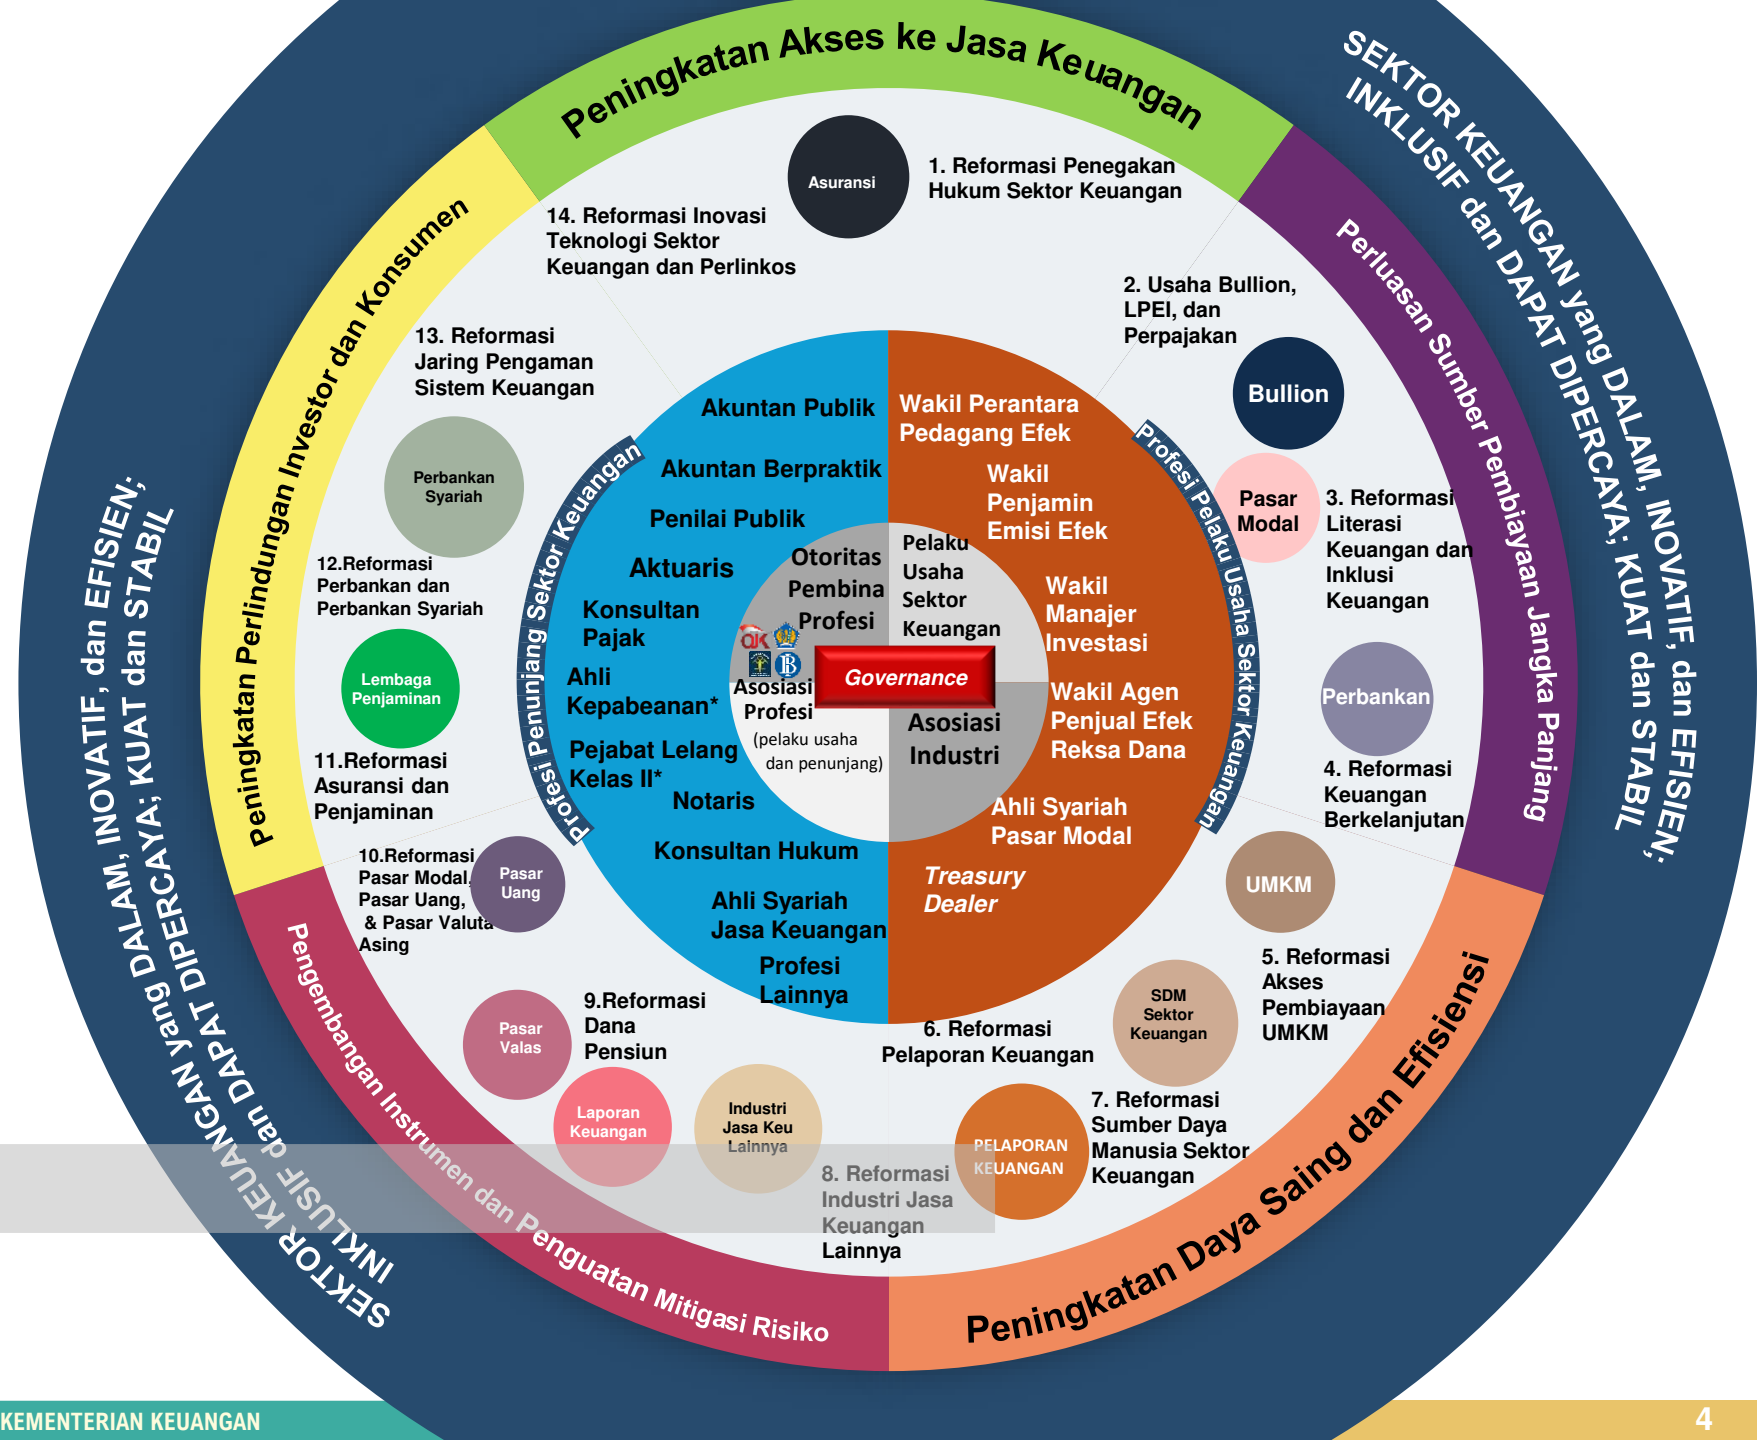 SEKTOR KEUANGAN yang DALAM, INOVATIF, dan EFISIEN;
INKLUSIF dan DAPAT DIPERCAYA; KUAT dan STABIL
SEKTOR KEUANGAN yang DALAM, INOVATIF, dan EFISIEN;
INKLUSIF dan DAPAT DIPERCAYA; KUAT dan STABIL
Peningkatan Akses ke Jasa Keuangan
Perluasan Sumber Pembiayaan Jangka Panjang
Peningkatan Daya Saing dan Efisiensi
Pengembangan Instrumen dan Penguatan Mitigasi Risiko
Peningkatan Perlindungan Investor dan Konsumen
Asuransi
1. Reformasi Penegakan
Hukum Sektor Keuangan
2. Usaha Bullion,
LPEI, dan
Perpajakan
Bullion
Pasar
Modal
3. Reformasi
Literasi
Keuangan dan
Inklusi
Keuangan
Perbankan
4. Reformasi
Keuangan
Berkelanjutan
UMKM
5. Reformasi
Akses
Pembiayaan
UMKM
SDM
Sektor
Keuangan
6. Reformasi
Pelaporan Keuangan
PELAPORAN
KEUANGAN
7. Reformasi
Sumber Daya
Manusia Sektor
Keuangan
8. Reformasi
Industri Jasa
Keuangan
Lainnya
Industri
Jasa Keu
Lainnya
Laporan
Keuangan
9.Reformasi
Dana
Pensiun
Pasar
Valas
Pasar
Uang
10.Reformasi
Pasar Modal,
Pasar Uang,
& Pasar Valuta
Asing
11.Reformasi
Asuransi dan
Penjaminan
Lembaga
Penjaminan
12.Reformasi
Perbankan dan
Perbankan Syariah
Perbankan
Syariah
13. Reformasi
Jaring Pengaman
Sistem Keuangan
14. Reformasi Inovasi
Teknologi Sektor
Keuangan dan Perlinkos
Profesi Penunjang Sektor Keuangan
Akuntan Publik
Akuntan Berpraktik
Penilai Publik
Aktuaris
Konsultan
Pajak
Ahli
Kepabeanan*
Pejabat Lelang
Kelas II*
Notaris
Konsultan Hukum
Ahli Syariah
Jasa Keuangan
Profesi
Lainnya
Profesi Pelaku Usaha Sektor Keuangan
Wakil Perantara
Pedagang Efek
Wakil
Penjamin
Emisi Efek
Wakil
Manajer
Investasi
Wakil Agen
Penjual Efek
Reksa Dana
Ahli Syariah
Pasar Modal
Treasury
Dealer
Otoritas
Pembina
Profesi
Pelaku
Usaha
Sektor
Keuangan
Governance
Asosiasi
Profesi
(pelaku usaha
dan penunjang)
Asosiasi
Industri
KEMENTERIAN KEUANGAN
4